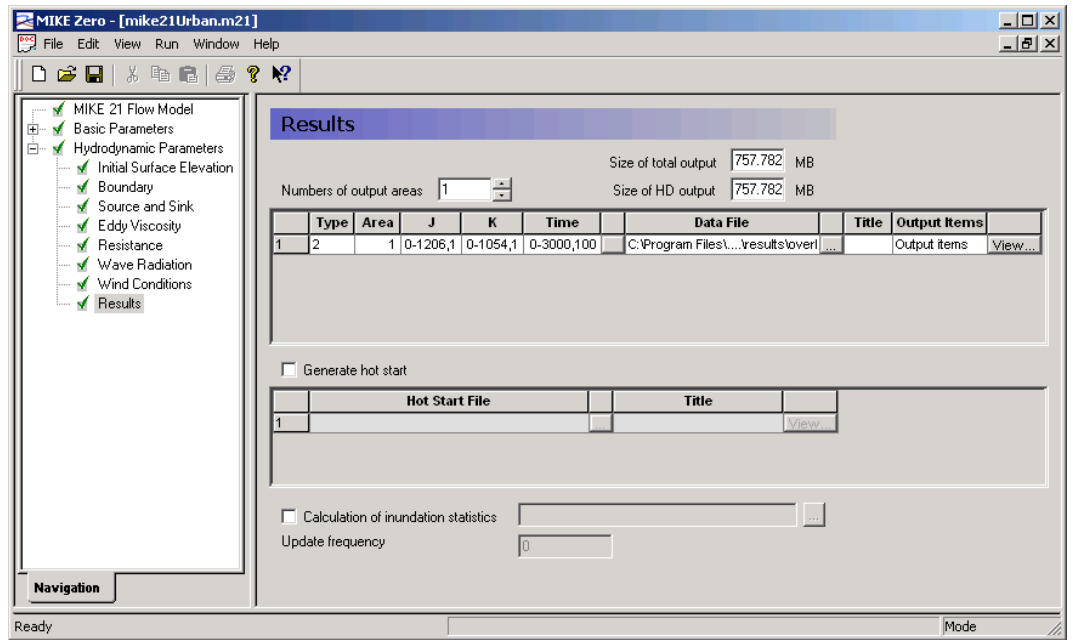 MIKE Zero - [mike21Urban.m21]
File Edit View Run Window Help
MIKE 21 Flow Model
Basic Parameters
Hydrodynamic Parameters
Initial Surface Elevation
Boundary
Source and Sink
Eddy Viscosity
Resistance
Wave Radiation
Wind Conditions
Results
Navigation
Results
Size of total output 757.782 MB
Numbers of output areas 1 Size of HD output 757.782 MB
Type Area J K Time Data File Title Output Items
1 2 1 0-1206,1 0-1054,1 0-3000,100 C:\Program Files\....\results\overl ... Output items View...
Generate hot start
Hot Start File Title
1 ... View...
Calculation of inundation statistics ...
Update frequency 0
Ready Mode